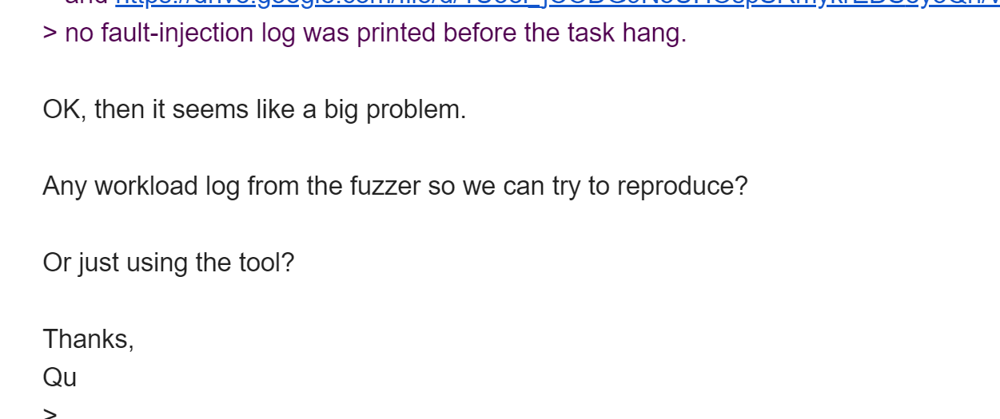 and
> no fault-injection log was printed before the task hang.
OK, then it seems like a big problem.
Any workload log from the fuzzer so we can try to reproduce?
Or just using the tool?
Thanks,
Qu
>